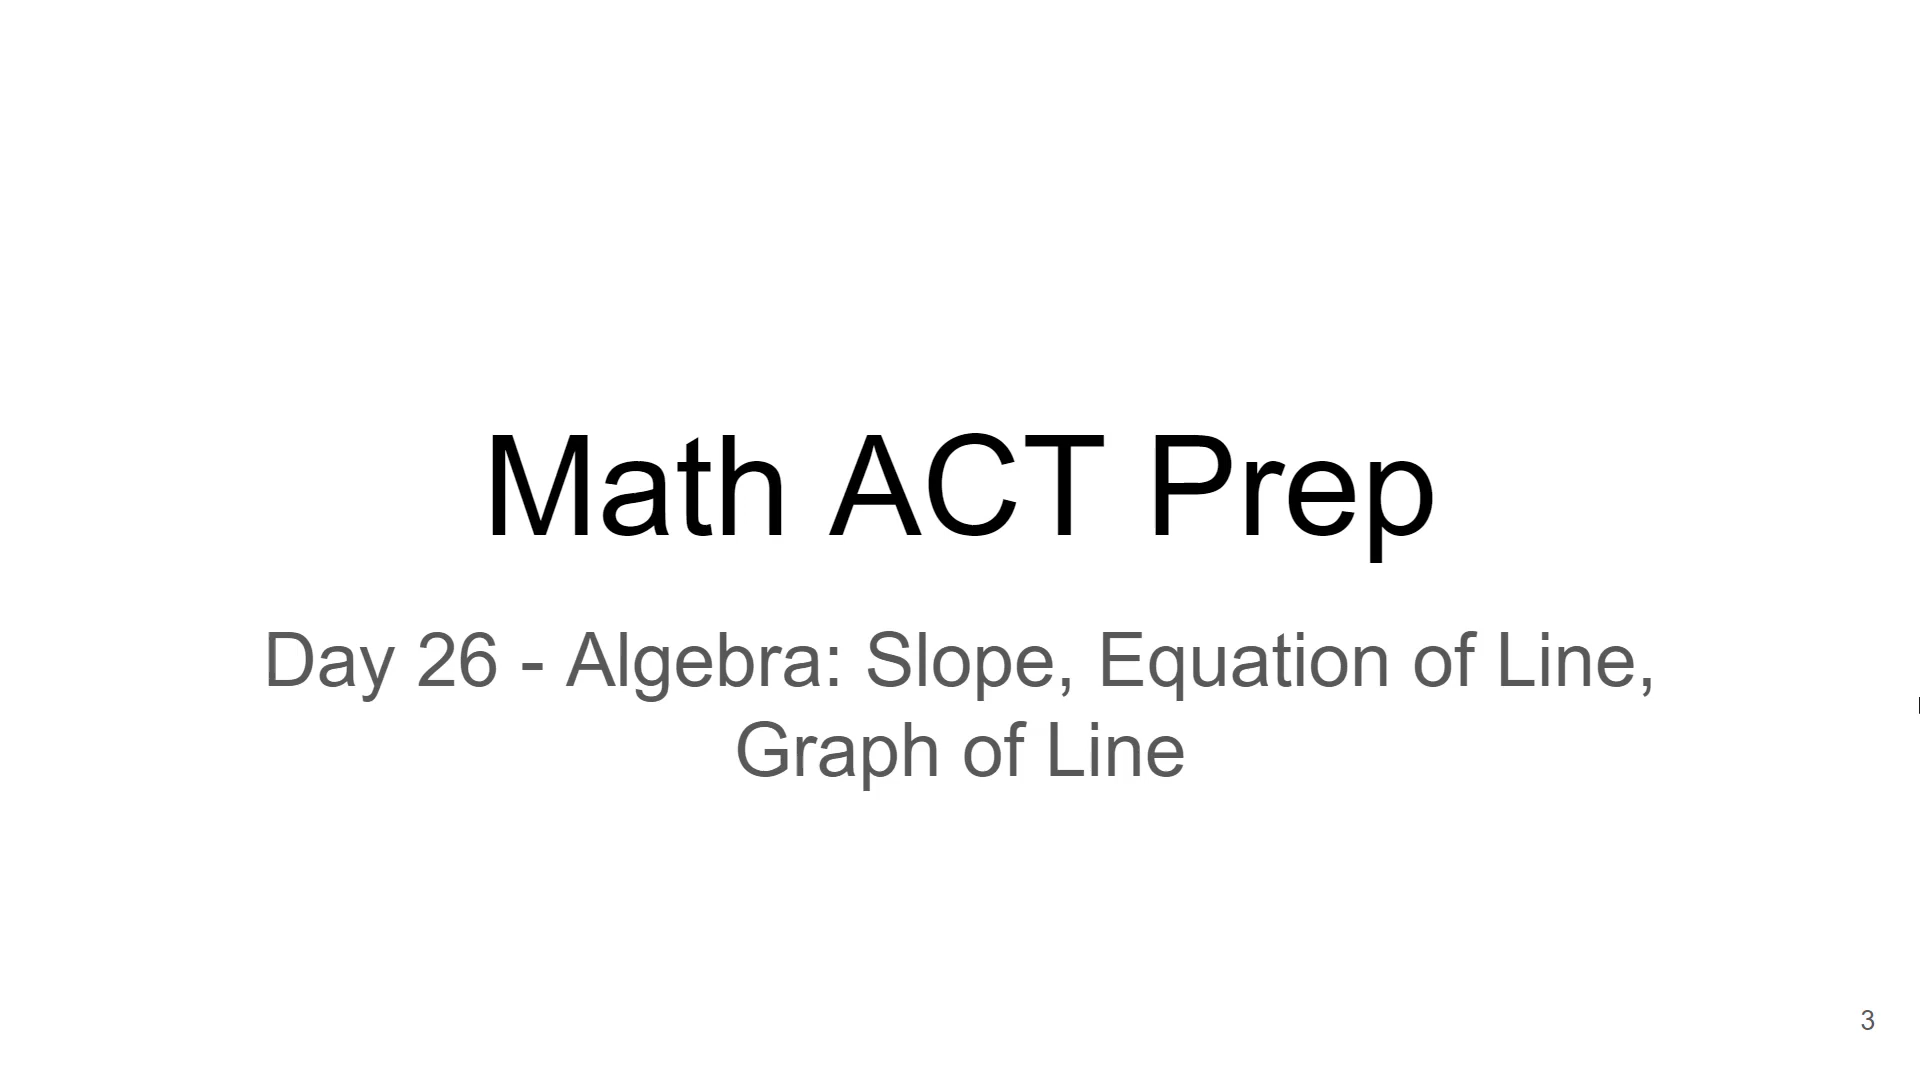 Math ACT Prep
Day 26 - Algebra: Slope, Equation of Line,
Graph of Line
3